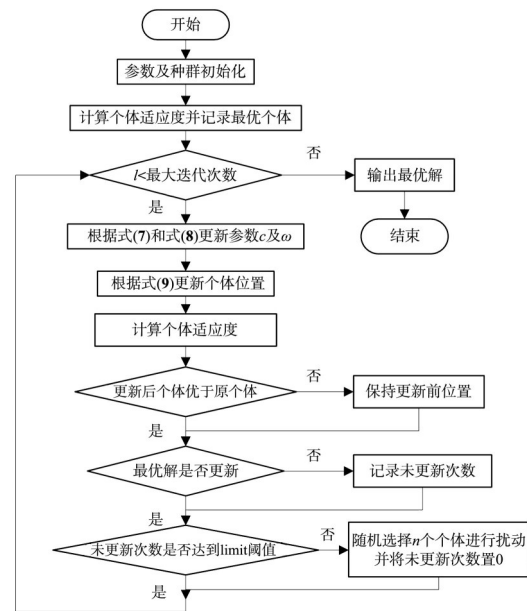 开始
参数及种群初始化
计算个体适应度并记录最优个体
l<最大迭代次数
否
输出最优解
结束
是
根据式(7)和式(8)更新参数c及ω
根据式(9)更新个体位置
计算个体适应度
更新后个体优于原个体
否
保持更新前位置
是
最优解是否更新
否
记录未更新次数
是
未更新次数是否达到limit阈值
否
随机选择n个个体进行扰动
并将未更新次数置0
是